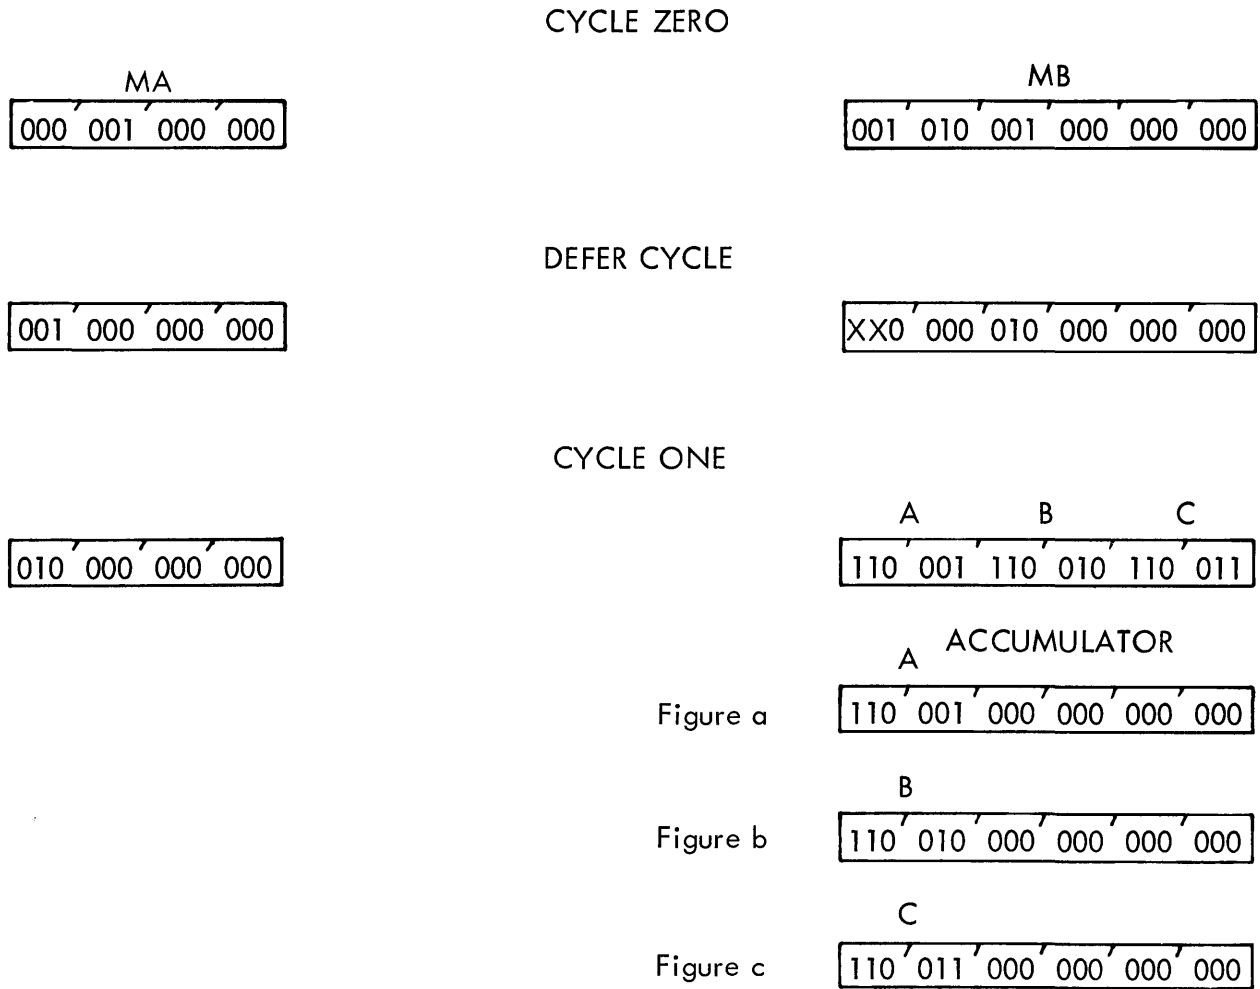 CYCLE ZERO
MA MB
000 001 000 000 001 010 001 000 000 000
DEFER CYCLE
001 000 000 000 XX0 000 010 000 000 000
CYCLE ONE
A B C
010 000 000 000 110 001 110 010 110 011
ACCUMULATOR
A
Figure a 110 001 000 000 000 000
B
Figure b 110 010 000 000 000 000
C
Figure c 110 011 000 000 000 000